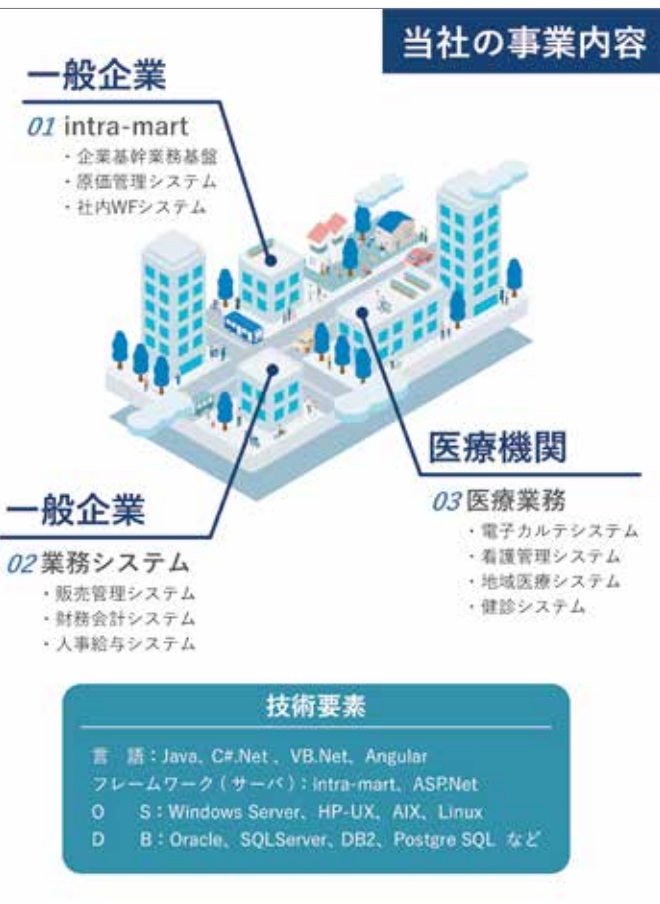 当社の事業内容
一般企業
01 intra-mart
・企業基幹業務基盤
・原価管理システム
・社内WFシステム
医療機関
03 医療業務
・電子カルテシステム
・看護管理システム
・地域医療システム
・健診システム
一般企業
02 業務システム
・販売管理システム
・財務会計システム
・人事給与システム
技術要素
言　語：Java、C#.Net 、VB.Net、Angular
フレームワーク ( サーバ )：intra-mart、ASP.Net
O　S：Windows Server、HP-UX、AIX、Linux
D　B：Oracle、SQLServer、DB2、Postgre SQL など